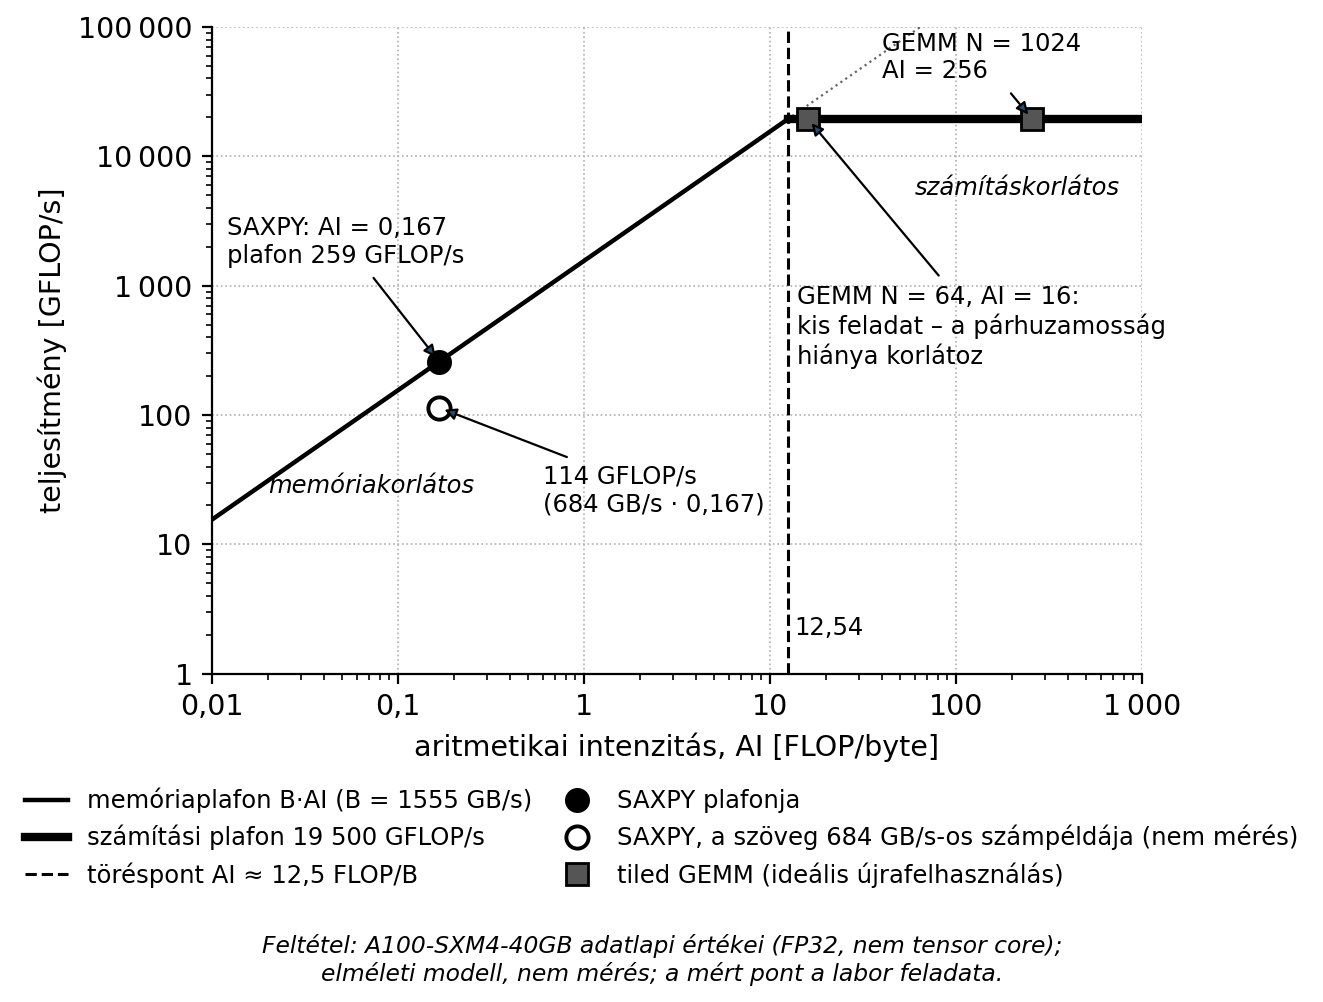 100 000
10 000
1 000
100
10
1
teljesítmény [GFLOP/s]
GEMM N = 1024
AI = 256
számításkorlátos
SAXPY: AI = 0,167
plafon 259 GFLOP/s
GEMM N = 64, AI = 16:
kis feladat – a párhuzamosság
hiánya korlátoz
memóriakorlátos
114 GFLOP/s
(684 GB/s · 0,167)
12,54
0,01
0,1
1
10
100
1 000
aritmetikai intenzitás, AI [FLOP/byte]
memóriaplafon B·AI (B = 1555 GB/s)
számítási plafon 19 500 GFLOP/s
töréspont AI ≈ 12,5 FLOP/B
SAXPY plafonja
SAXPY, a szöveg 684 GB/s-os számpéldája (nem mérés)
tiled GEMM (ideális újrafelhasználás)
Feltétel: A100-SXM4-40GB adatlapi értékei (FP32, nem tensor core);
elméleti modell, nem mérés; a mért pont a labor feladata.